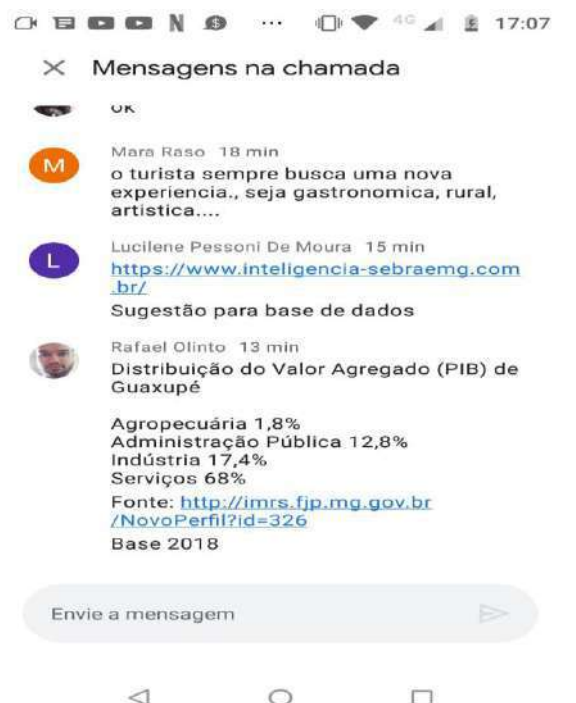 4G 17:07
Mensagens na chamada
OK
Mara Raso 18 min
M
o turista sempre busca uma nova
experiencia., seja gastronomica, rural,
artistica....
Lucilene Pessoni De Moura 15 min
L
https://www.inteligencia-sebraemg.com
.br/
Sugestão para base de dados
Rafael Olinto 13 min
Distribuição do Valor Agregado (PIB) de
Guaxupé
Agropecuária 1,8%
Administração Pública 12,8%
Indústria 17,4%
Serviços 68%
Fonte: http://imrs.fjp.mg.gov.br
/NovoPerfil?id=326
Base 2018
Envie a mensagem